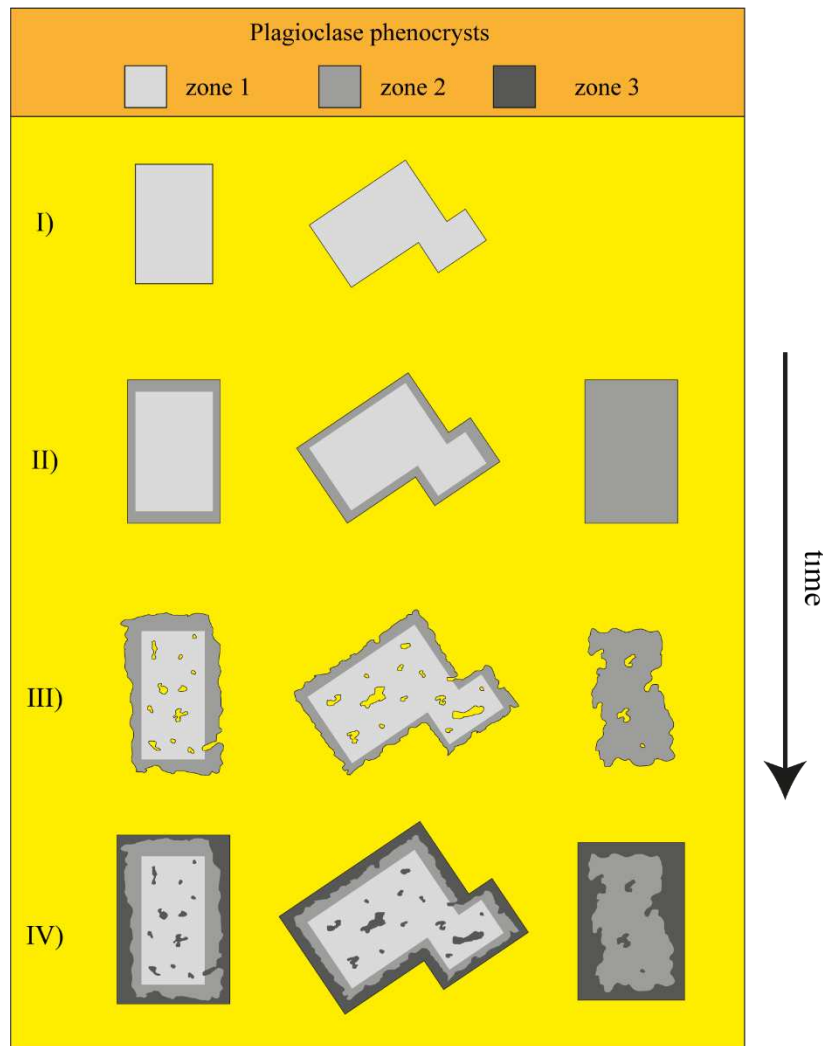 Plagioclase phenocrysts
zone 1 zone 2 zone 3
I)
II)
III)
IV)
time